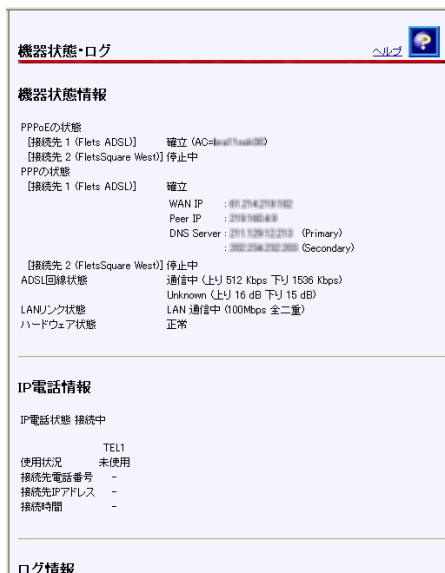 機器状態・ログ
ヘルプ
機器状態情報
PPPoEの状態
[接続先 1 (Flets ADSL)] 確立 (AC=
[接続先 2 (FletsSquare West)] 停止中
PPPの状態
[接続先 1 (Flets ADSL)] 確立
WAN IP :
Peer IP :
DNS Server : (Primary)
: (Secondary)
[接続先 2 (FletsSquare West)] 停止中
ADSL回線状態 通信中 (上り 512 Kbps 下り 1536 Kbps)
Unknown (上り 16 dB 下り 15 dB)
LANリンク状態 LAN 通信中 (100Mbps 全二重)
ハードウェア状態 正常
IP電話情報
IP電話状態 接続中
TEL1
使用状況 未使用
接続先電話番号 -
接続先IPアドレス -
接続時間 -
ログ情報